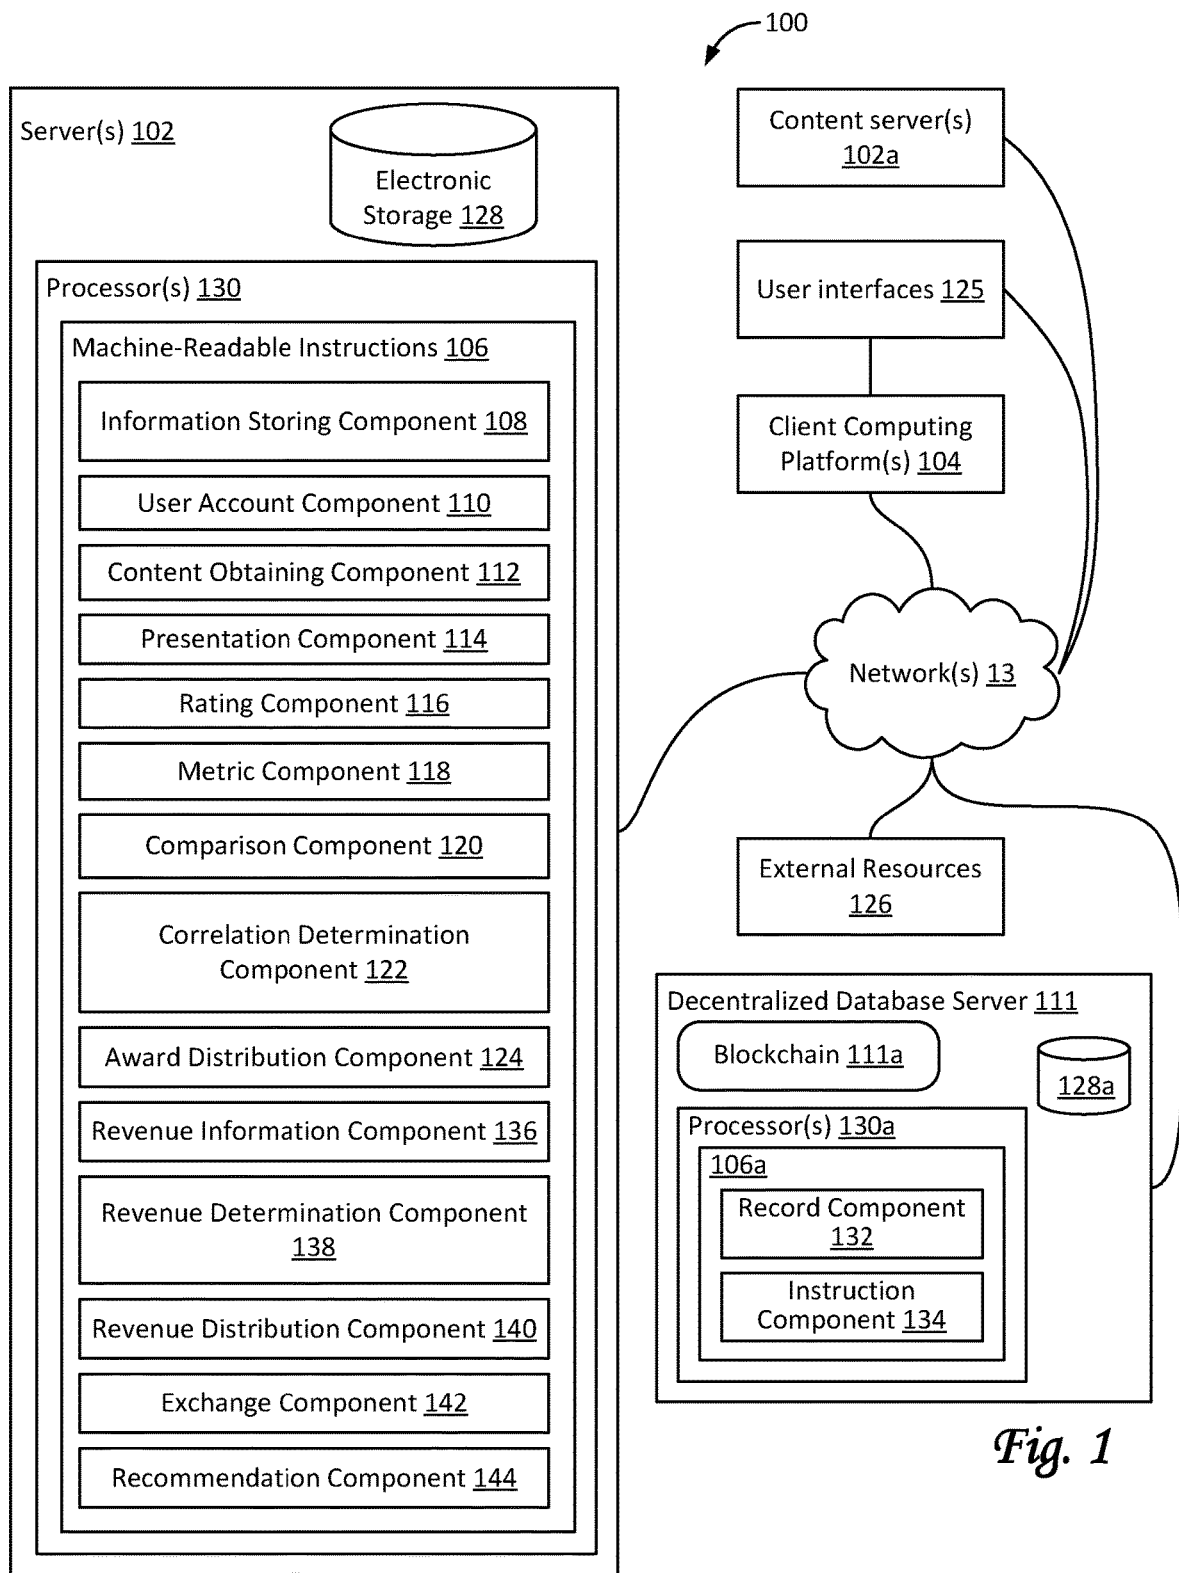 100
Server(s) 102
Electronic
Storage 128
Processor(s) 130
Machine-Readable Instructions 106
Information Storing Component 108
User Account Component 110
Content Obtaining Component 112
Presentation Component 114
Rating Component 116
Metric Component 118
Comparison Component 120
Correlation Determination
Component 122
Award Distribution Component 124
Revenue Information Component 136
Revenue Determination Component
138
Revenue Distribution Component 140
Exchange Component 142
Recommendation Component 144
Content server(s)
102a
User interfaces 125
Client Computing
Platform(s) 104
Network(s) 13
External Resources
126
Decentralized Database Server 111
Blockchain 111a
128a
Processor(s) 130a
106a
Record Component
132
Instruction
Component 134
Fig. 1